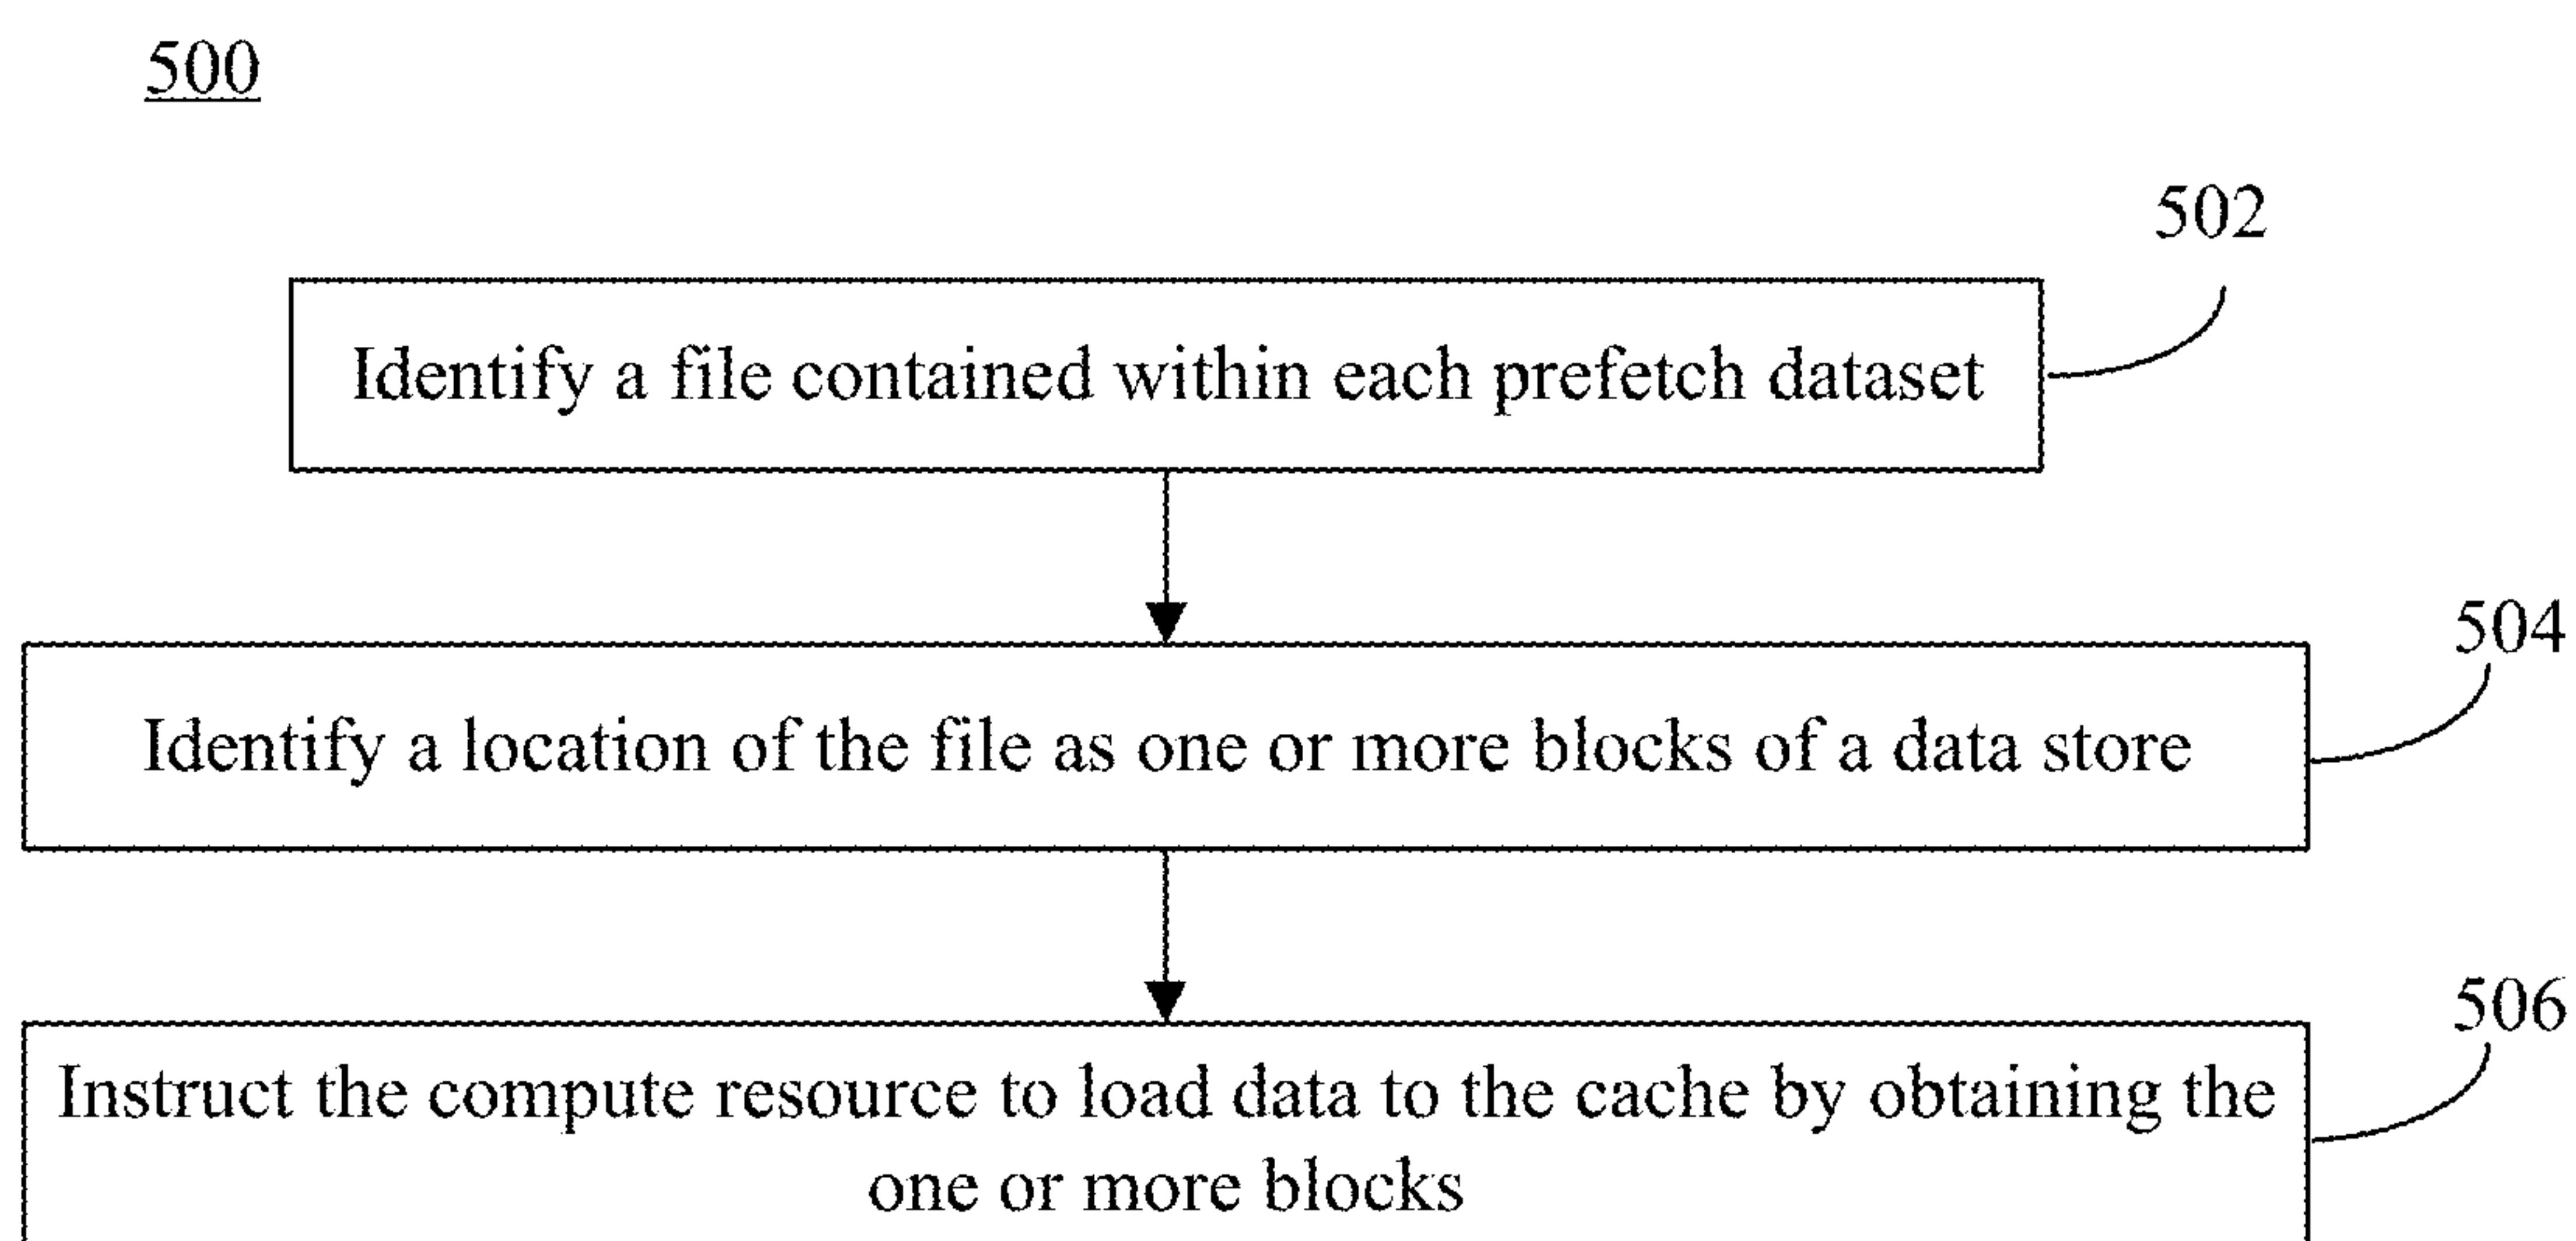 500
502
Identify a file contained within each prefetch dataset
504
Identify a location of the file as one or more blocks of a data store
506
Instruct the compute resource to load data to the cache by obtaining the
one or more blocks